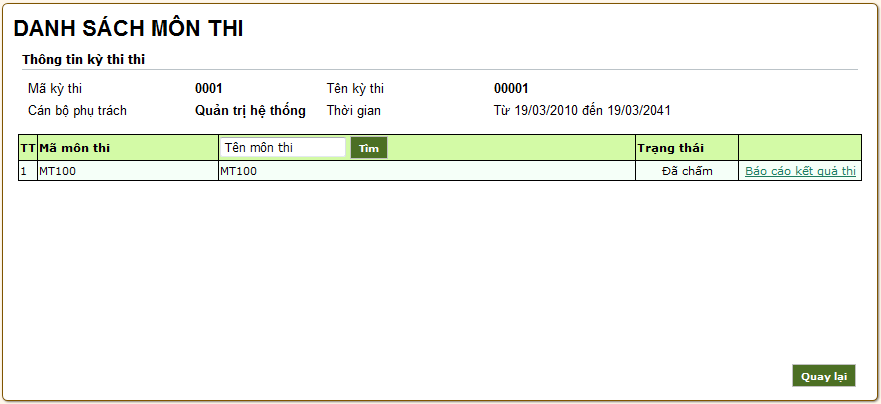 DANH SÁCH MÔN THI
Thông tin kỳ thi thi
Mã kỳ thi 0001 Tên kỳ thi 00001
Cán bộ phụ trách Quản trị hệ thống Thời gian Từ 19/03/2010 đến 19/03/2041
TT Mã môn thi Tên môn thi Tìm Trạng thái
1 MT100 MT100 Đã chấm Báo cáo kết quả thi
Quay lại